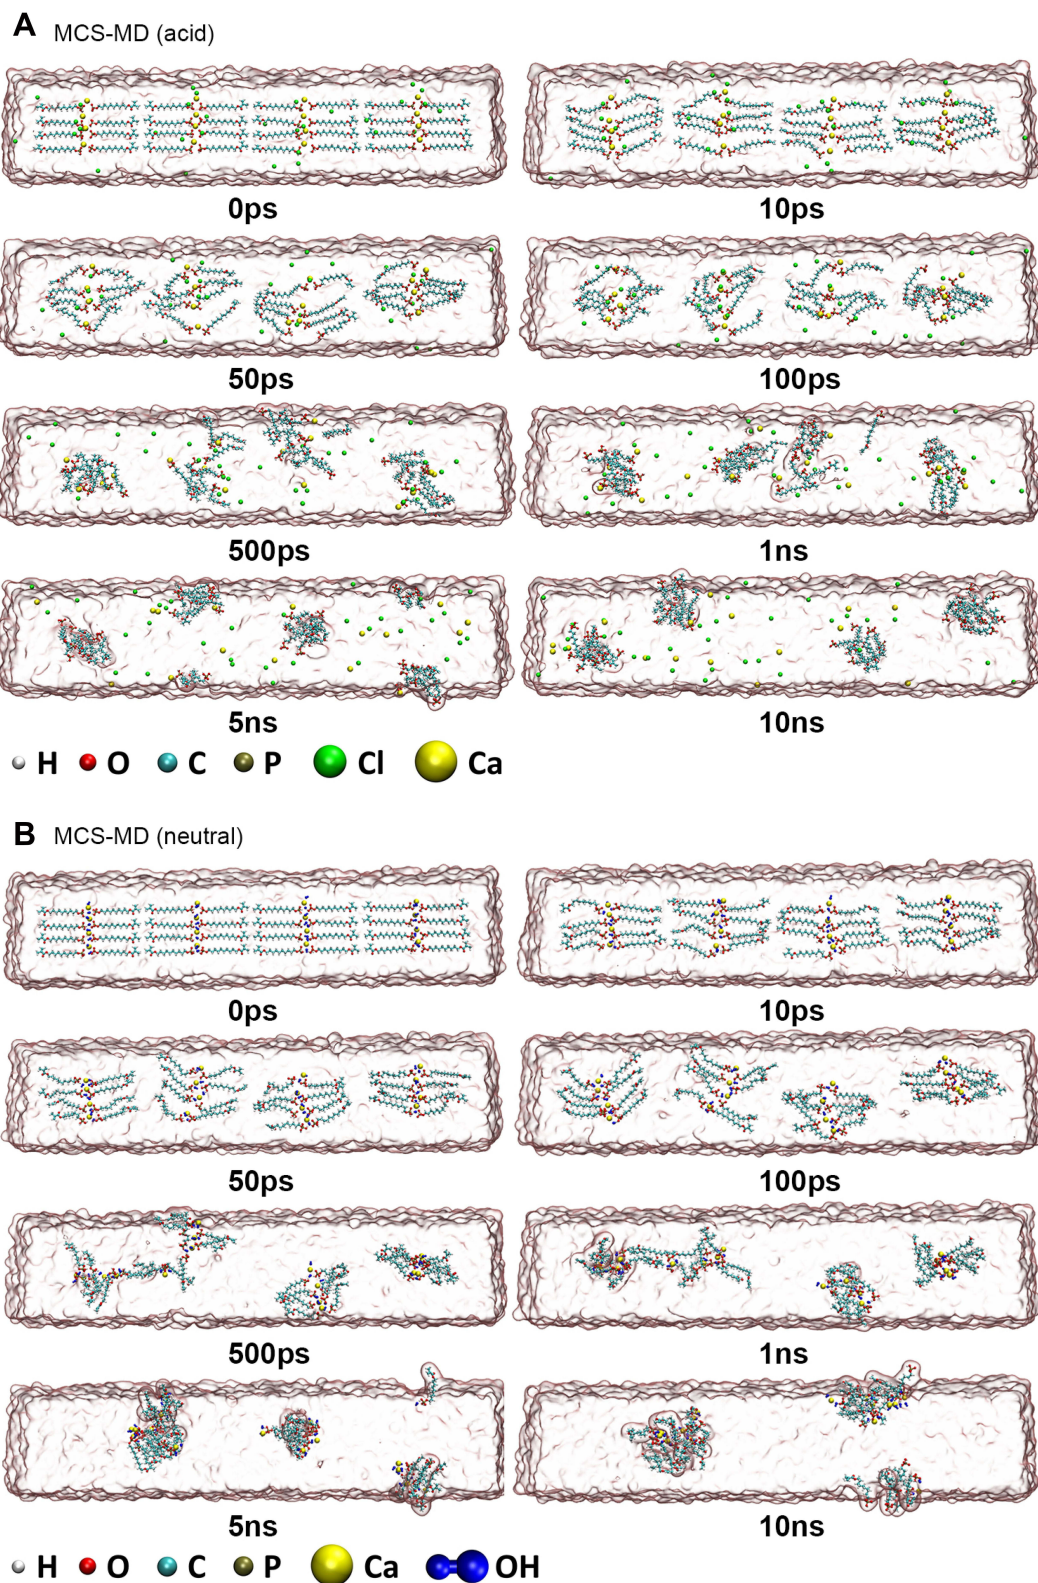 A MCS-MD (acid)
0ps 10ps
50ps 100ps
500ps 1ns
5ns 10ns
H O C P Cl Ca
B MCS-MD (neutral)
0ps 10ps
50ps 100ps
500ps 1ns
5ns 10ns
H O C P Ca OH